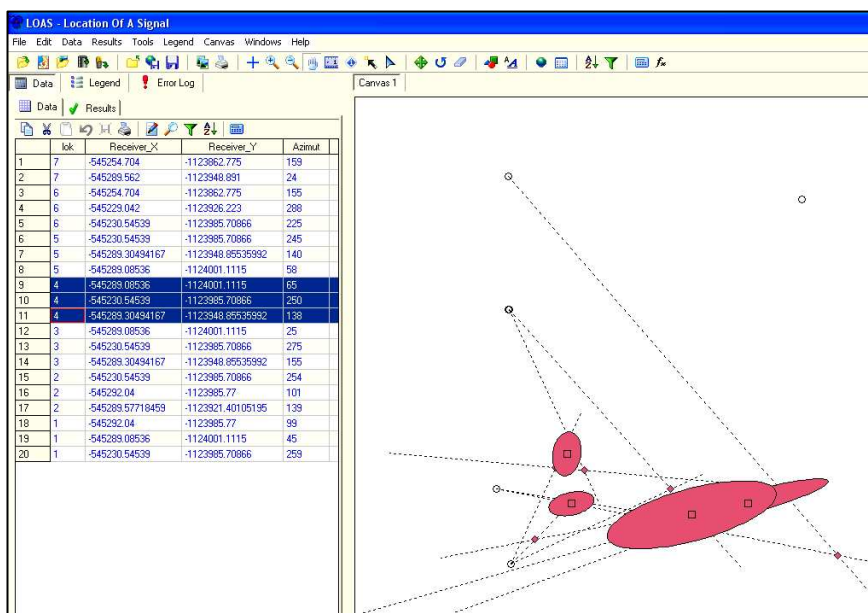 LOAS - Location Of A Signal
File Edit Data Results Tools Legend Canvas Windows Help
Data Legend Error Log Canvas 1
Data Results
lok Receiver_X Receiver_Y Azimut
1 7 -545254.704 -1123862.775 159
2 7 -545289.562 -1123948.891 24
3 6 -545254.704 -1123862.775 155
4 6 -545229.042 -1123926.223 288
5 6 -545230.54539 -1123985.70866 225
6 5 -545230.54539 -1123985.70866 245
7 5 -545289.30494167 -1123948.85535992 140
8 5 -545289.08536 -1124001.1115 58
9 4 -545289.08536 -1124001.1115 65
10 4 -545230.54539 -1123985.70866 250
11 4 -545289.30494167 -1123948.85535992 138
12 3 -545289.08536 -1124001.1115 25
13 3 -545230.54539 -1123985.70866 275
14 3 -545289.30494167 -1123948.85535992 155
15 2 -545230.54539 -1123985.70866 254
16 2 -545292.04 -1123985.77 101
17 2 -545289.57718459 -1123921.40105195 139
18 1 -545292.04 -1123985.77 99
19 1 -545289.08536 -1124001.1115 45
20 1 -545230.54539 -1123985.70866 259